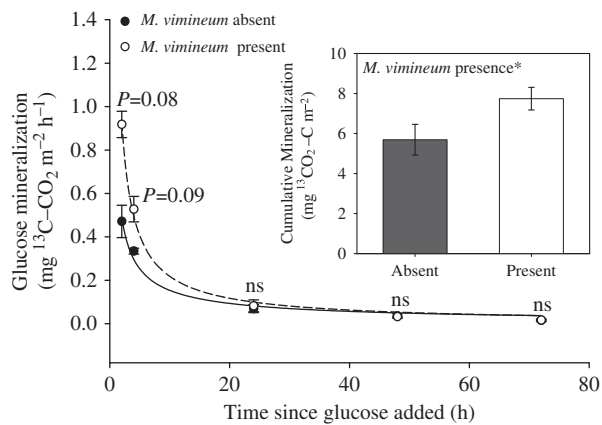 M. vimineum absent
M. vimineum present
Glucose mineralization
(mg ¹³C–CO₂ m⁻² h⁻¹)
1.4
1.2
1.0
0.8
0.6
0.4
0.2
0.0
P=0.08
P=0.09
ns
ns
ns
0
20
40
60
80
Time since glucose added (h)
M. vimineum presence*
Cumulative Mineralization
(mg ¹³CO₂–C m⁻²)
10
8
6
4
2
0
Absent
Present